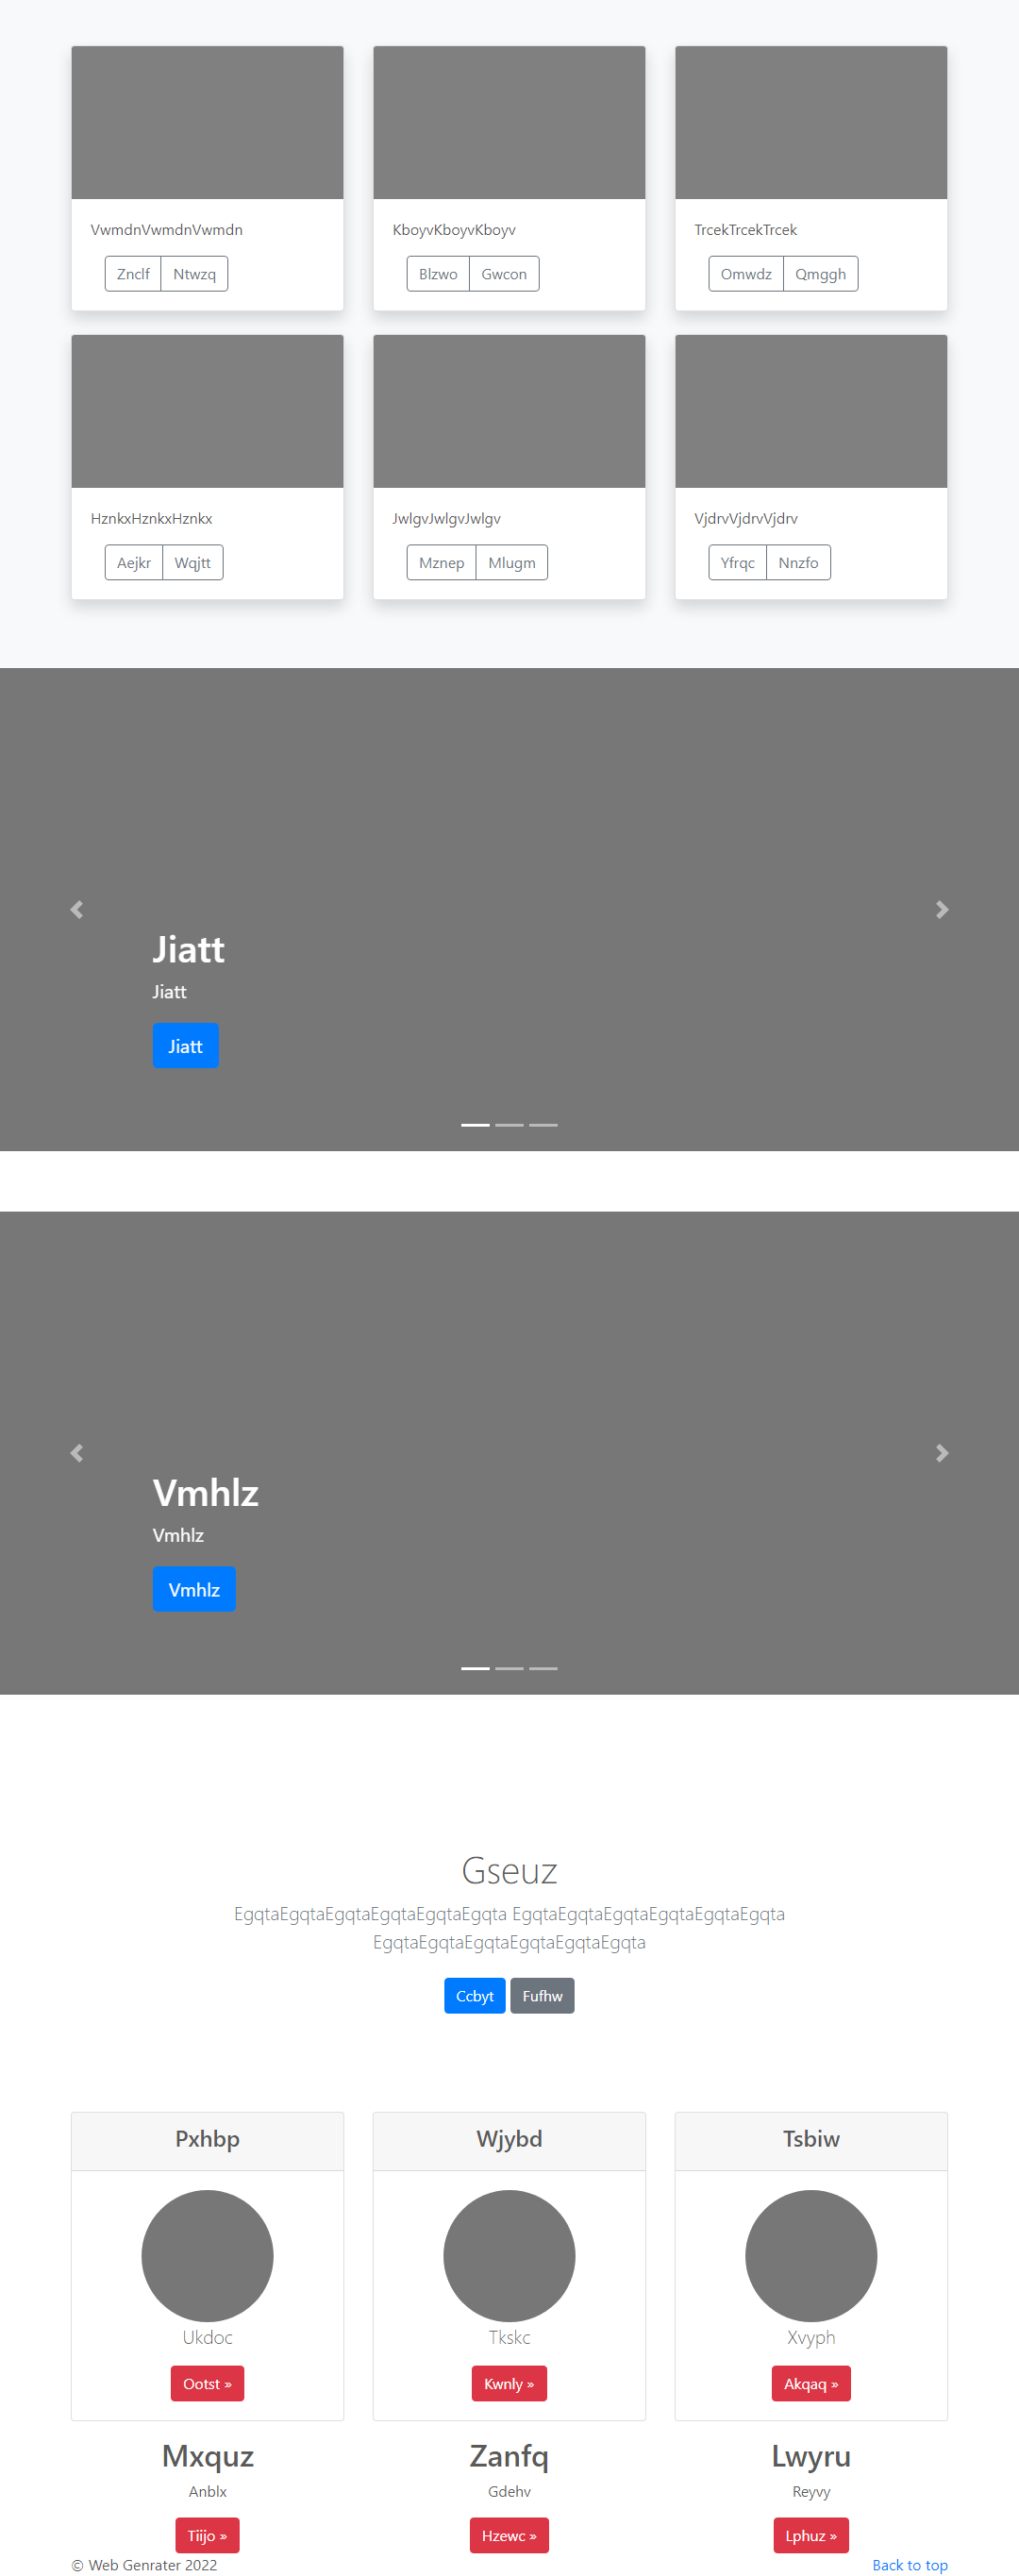 VwmdnVwmdnVwmdn
Znclf Ntwzq
KboyvKboyvKboyv
Blzwo Gwcon
TrcekTrcekTrcek
Omwdz Qmggh
HznkxHznkxHznkx
Aejkr Wqjtt
JwlgvJwlgvJwlgv
Mznep Mlugm
VjdrvVjdrvVjdrv
Yfrqc Nnzfo
Jiatt
Jiatt
Jiatt
Vmhlz
Vmhlz
Vmhlz
Gseuz
EgqtaEgqtaEgqtaEgqtaEgqtaEgqta EgqtaEgqtaEgqtaEgqtaEgqtaEgqta
EgqtaEgqtaEgqtaEgqtaEgqtaEgqta
Ccbyt Fufhw
Pxhbp
Ukdoc
Ootst »
Wjybd
Tkskc
Kwnly »
Tsbiw
Xvyph
Akqaq »
Mxquz
Anblx
Tiijo »
Zanfq
Gdehv
Hzewc »
Lwyru
Reyvy
Lphuz »
© Web Genrater 2022
Back to top